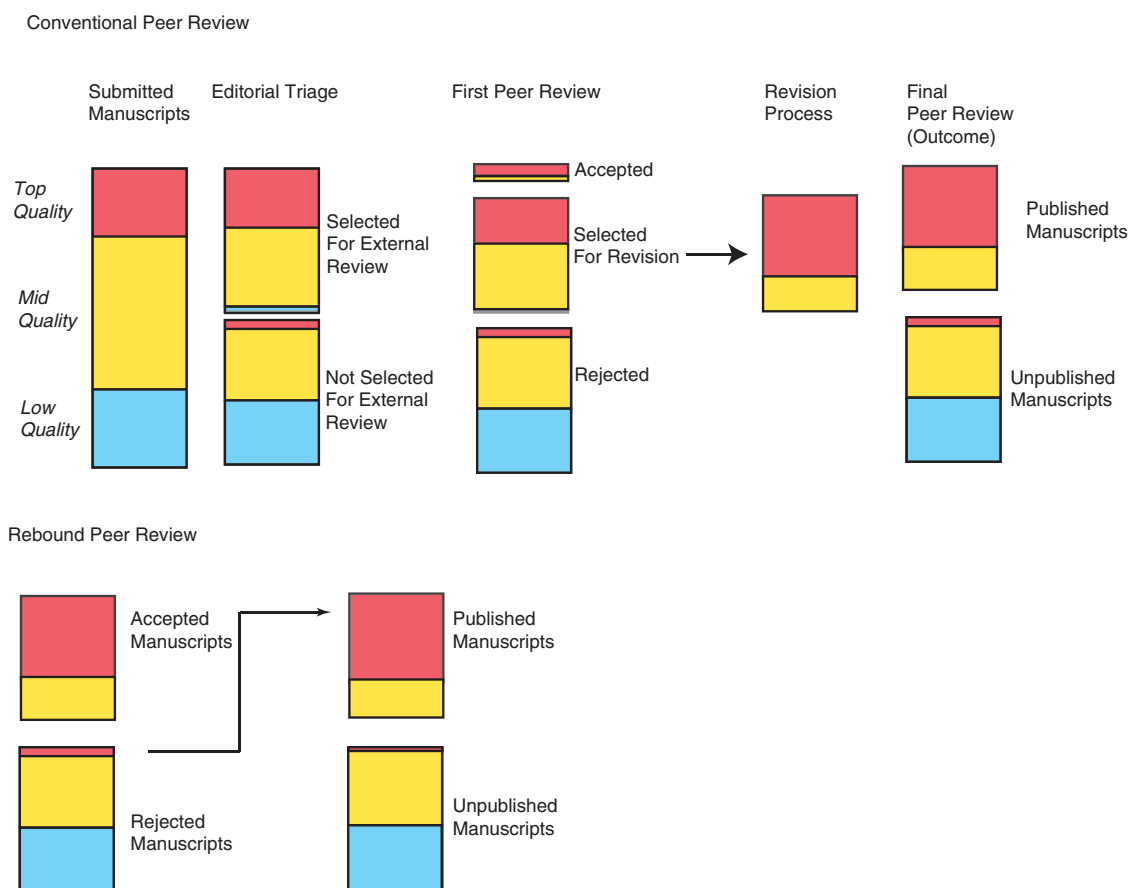 Conventional Peer Review
Submitted
Manuscripts
Editorial Triage
First Peer Review
Revision
Process
Final
Peer Review
(Outcome)
Top
Quality
Mid
Quality
Low
Quality
Selected
For External
Review
Not Selected
For External
Review
Accepted
Selected
For Revision
Rejected
Published
Manuscripts
Unpublished
Manuscripts
Rebound Peer Review
Accepted
Manuscripts
Rejected
Manuscripts
Published
Manuscripts
Unpublished
Manuscripts